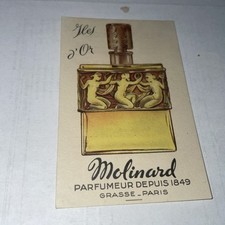 Iles
d'Or
Molinard
PARFUMEUR DEPUIS 1849
GRASSE - PARIS